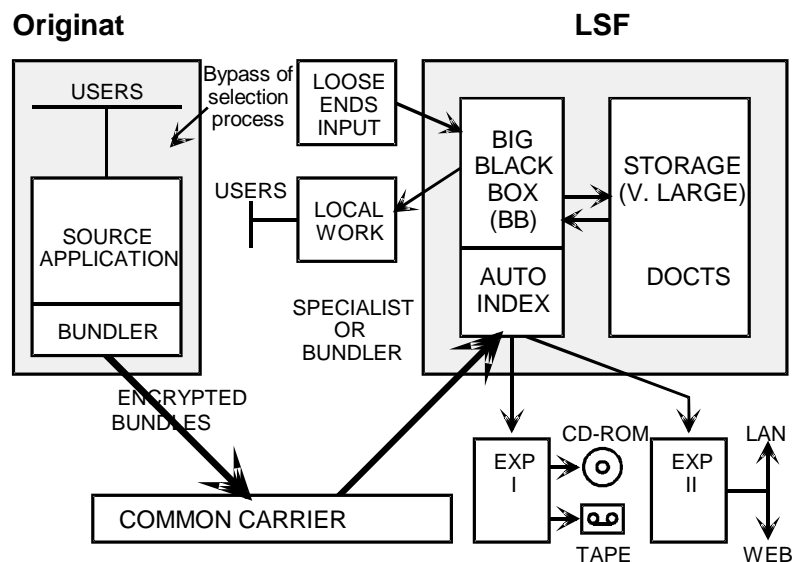 Originat
LSF
USERS
Bypass of
selection
process
LOOSE
ENDS
INPUT
BIG
BLACK
BOX
(BB)
STORAGE
(V. LARGE)
DOCTS
USERS
LOCAL
WORK
SOURCE
APPLICATION
BUNDLER
AUTO
INDEX
SPECIALIST
OR
BUNDLER
ENCRYPTED
BUNDLES
COMMON CARRIER
EXP
I
CD-ROM
TAPE
EXP
II
LAN
WEB